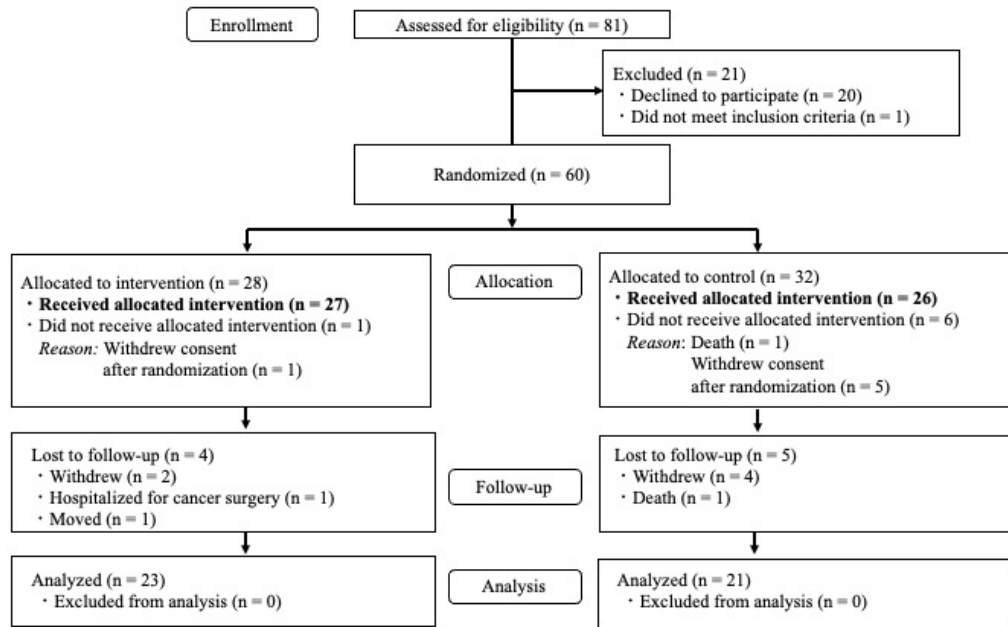 Enrollment
Assessed for eligibility (n = 81)
Excluded (n = 21)
・Declined to participate (n = 20)
・Did not meet inclusion criteria (n = 1)
Randomized (n = 60)
Allocated to intervention (n = 28)
・Received allocated intervention (n = 27)
・Did not receive allocated intervention (n = 1)
Reason: Withdrew consent
after randomization (n = 1)
Allocation
Allocated to control (n = 32)
・Received allocated intervention (n = 26)
・Did not receive allocated intervention (n = 6)
Reason: Death (n = 1)
Withdrew consent
after randomization (n = 5)
Lost to follow-up (n = 4)
・Withdrew (n = 2)
・Hospitalized for cancer surgery (n = 1)
・Moved (n = 1)
Follow-up
Lost to follow-up (n = 5)
・Withdrew (n = 4)
・Death (n = 1)
Analyzed (n = 23)
・Excluded from analysis (n = 0)
Analysis
Analyzed (n = 21)
・Excluded from analysis (n = 0)